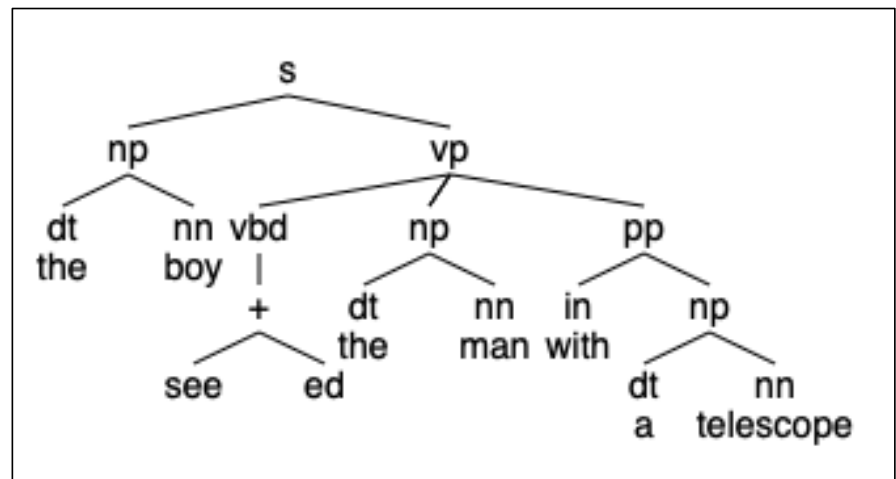 s
np vp
dt nn vbd np pp
the boy
+ dt nn in np
the man with
see ed dt nn
a telescope